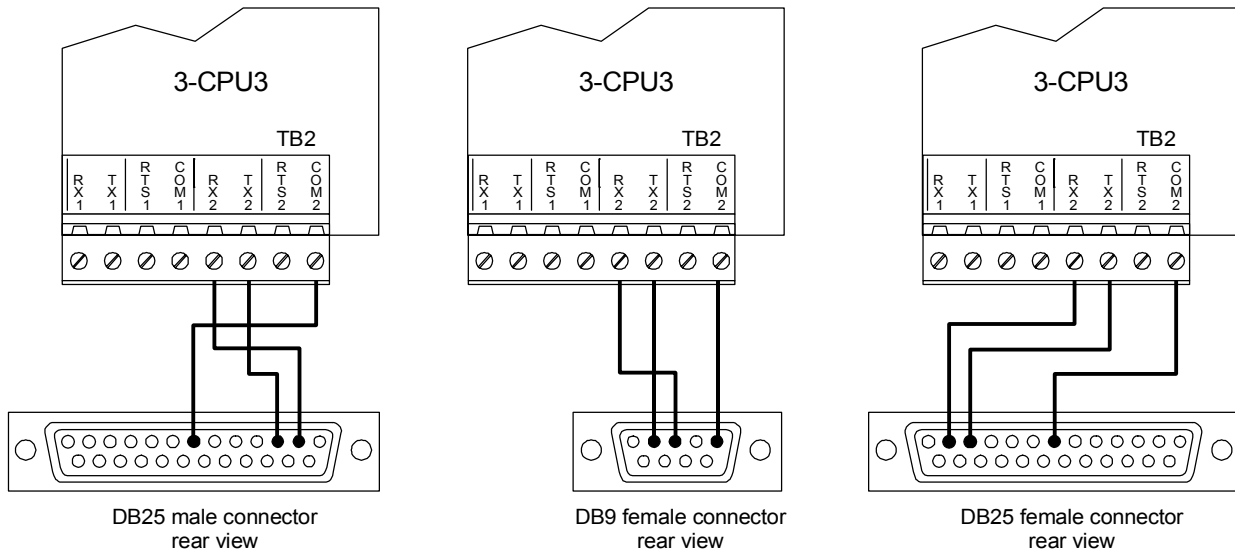 3-CPU3
TB2
RX1 TX1 RTS1 COM1 RX2 TX2 RTS2 COM2
DB25 male connector
rear view
3-CPU3
TB2
RX1 TX1 RTS1 COM1 RX2 TX2 RTS2 COM2
DB9 female connector
rear view
3-CPU3
TB2
RX1 TX1 RTS1 COM1 RX2 TX2 RTS2 COM2
DB25 female connector
rear view